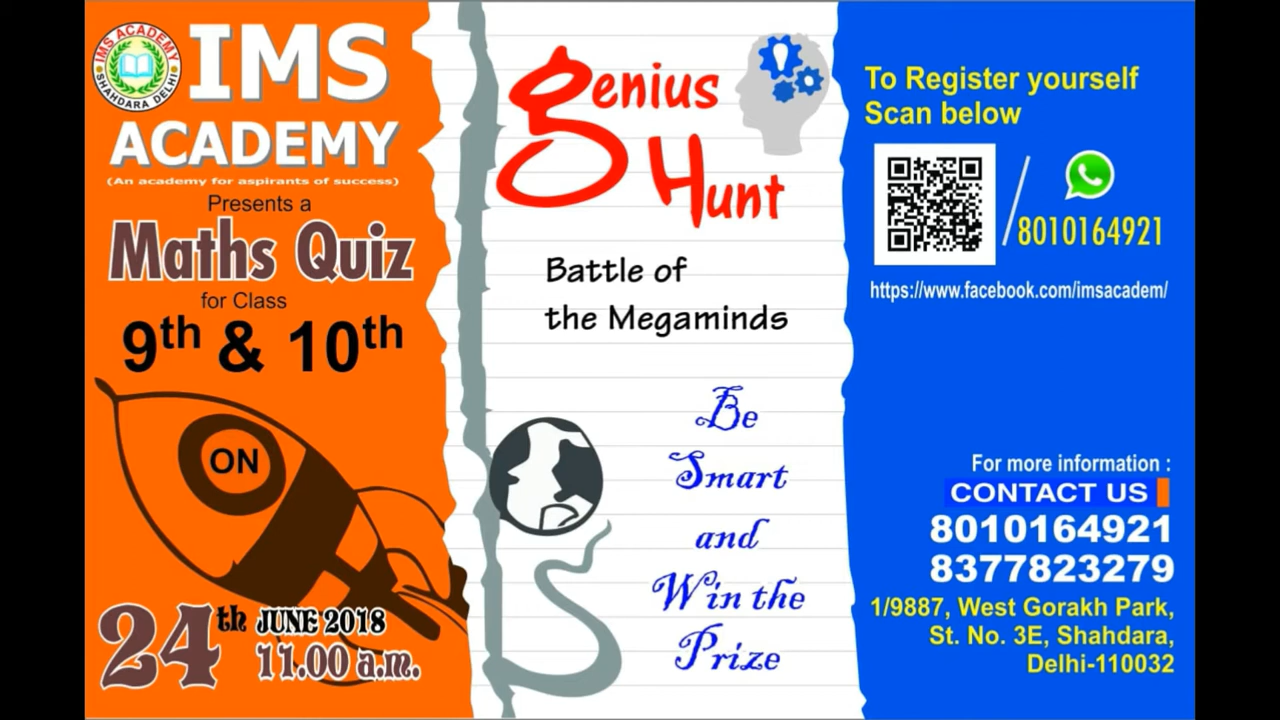 IMS ACADEMY
SHAHDARA DELHI
IMS
ACADEMY
(An academy for aspirants of success)
Presents a
Maths Quiz
for Class
9th & 10th
ON
24th JUNE 2018
11.00 a.m.
genius
Hunt
Battle of
the Megaminds
Be
Smart
and
Win the
Prize
To Register yourself
Scan below
8010164921
https://www.facebook.com/imsacadem/
For more information :
CONTACT US
8010164921
8377823279
1/9887, West Gorakh Park,
St. No. 3E, Shahdara,
Delhi-110032